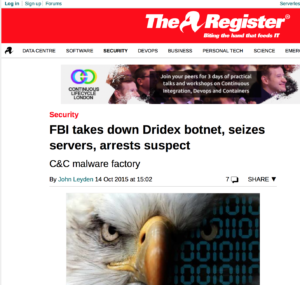 Log in Sign up Forums
Serverless
The A Register®
Biting the hand that feeds IT
DATA CENTRE SOFTWARE SECURITY DEVOPS BUSINESS PERSONAL TECH SCIENCE EMER
CONTINUOUS
LIFECYCLE
LONDON
Join your peers for 3 days of practical
talks and workshops on Continuous
Integration, Devops and Containers
Security
FBI takes down Dridex botnet, seizes
servers, arrests suspect
C&C malware factory
By John Leyden 14 Oct 2015 at 15:02
7 SHARE ▼